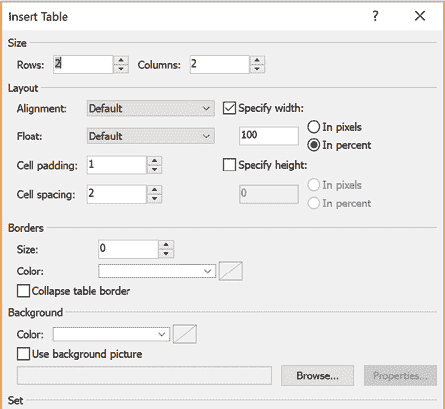 Insert Table ? ×
Size
Rows: 2 Columns: 2
Layout
Alignment: Default Specify width:
Float: Default 100 In pixels
In percent
Cell padding: 1 Specify height:
Cell spacing: 2 0 In pixels
In percent
Borders
Size: 0
Color:
Collapse table border
Background
Color:
Use background picture
Browse... Properties...
Set